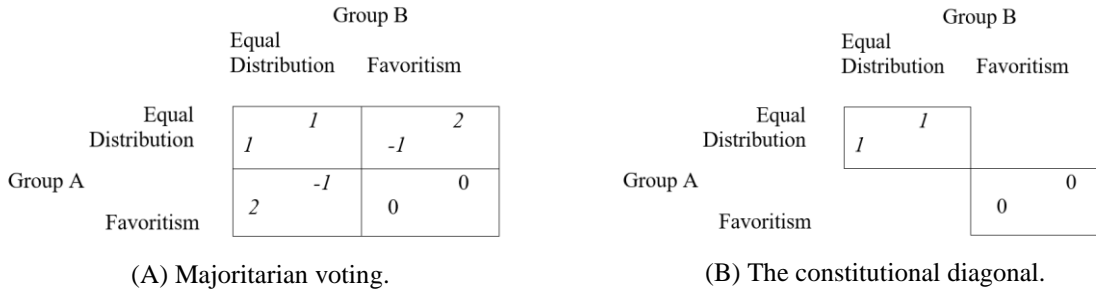 Group B
Equal
Distribution Favoritism
Equal
Distribution
1
1
2
-1
Group A
Favoritism
-1
2
0
0
(A) Majoritarian voting.
Group B
Equal
Distribution Favoritism
Equal
Distribution
1
1
Group A
Favoritism
0
0
(B) The constitutional diagonal.